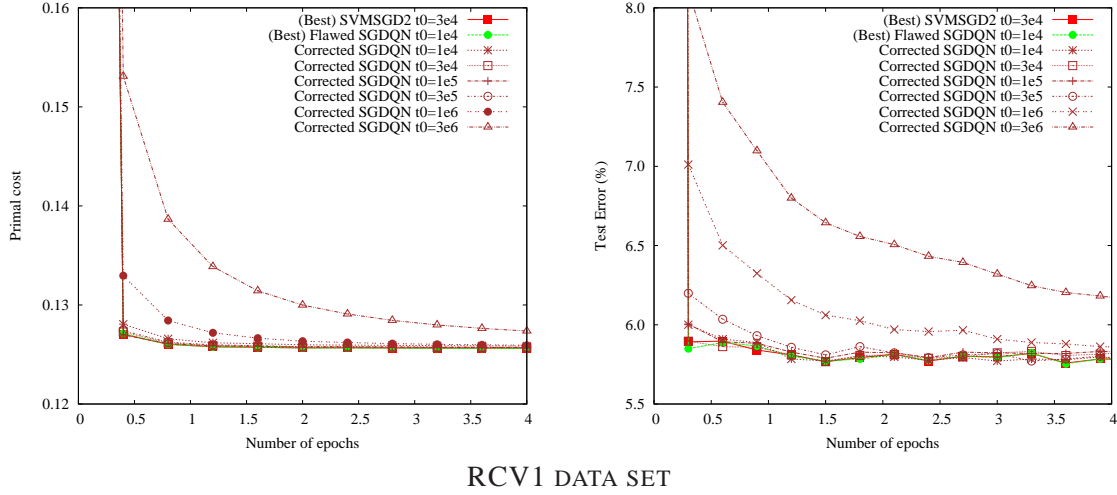 (Best) SVMSGD2 t0=3e4
(Best) Flawed SGDQN t0=1e4
Corrected SGDQN t0=1e4
Corrected SGDQN t0=3e4
Corrected SGDQN t0=1e5
Corrected SGDQN t0=3e5
Corrected SGDQN t0=1e6
Corrected SGDQN t0=3e6
0.16
0.15
0.14
0.13
0.12
Primal cost
0 0.5 1 1.5 2 2.5 3 3.5 4
Number of epochs
(Best) SVMSGD2 t0=3e4
(Best) Flawed SGDQN t0=1e4
Corrected SGDQN t0=1e4
Corrected SGDQN t0=3e4
Corrected SGDQN t0=1e5
Corrected SGDQN t0=3e5
Corrected SGDQN t0=1e6
Corrected SGDQN t0=3e6
8.0
7.5
7.0
6.5
6.0
5.5
Test Error (%)
0 0.5 1 1.5 2 2.5 3 3.5 4
Number of epochs
RCV1 DATA SET